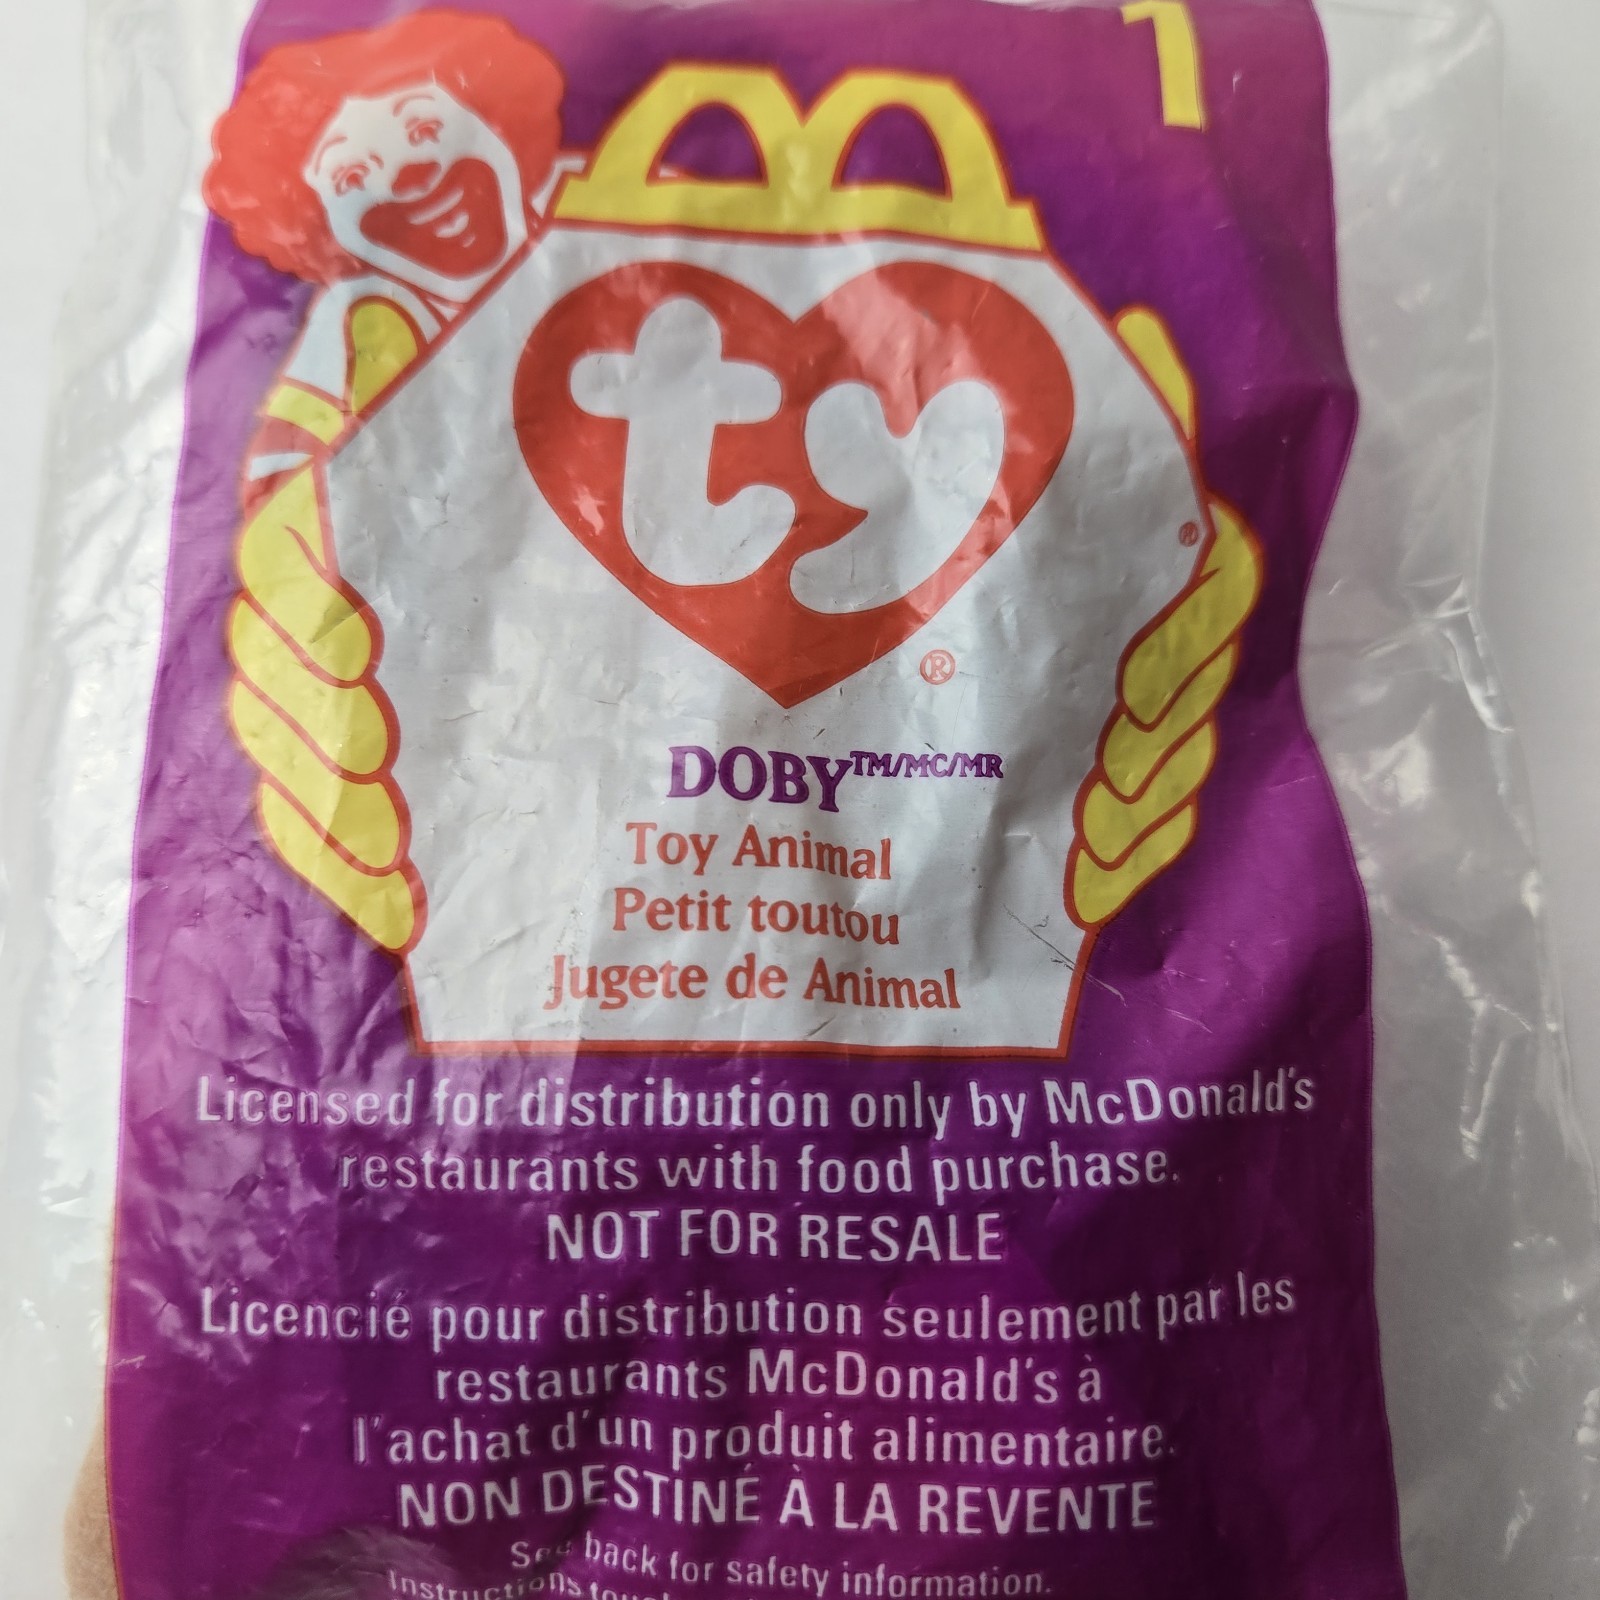 1
ty
®
®
DOBY™/MC/MR
Toy Animal
Petit toutou
Jugete de Animal
Licensed for distribution only by McDonald's
restaurants with food purchase.
NOT FOR RESALE
Licencié pour distribution seulement par les
restaurants McDonald's à
l'achat d'un produit alimentaire.
NON DESTINÉ À LA REVENTE
See back for safety information.
Instructions